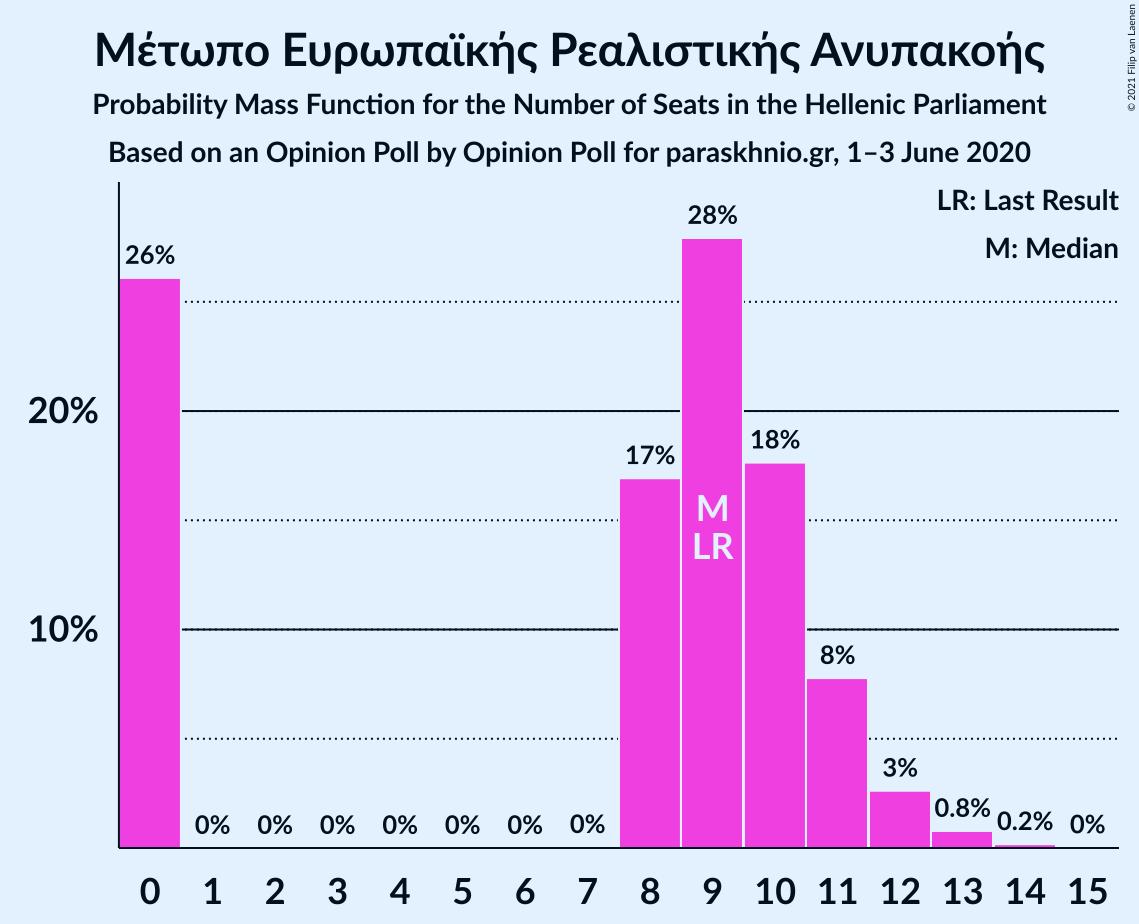 Μέτωπο Ευρωπαϊκής Ρεαλιστικής Ανυπακοής
Probability Mass Function for the Number of Seats in the Hellenic Parliament
Based on an Opinion Poll by Opinion Poll for paraskhnio.gr, 1–3 June 2020
© 2021 Filip van Laenen
LR: Last Result
M: Median
28%
26%
20%
18%
17%
M
LR
10%
8%
3%
0.8%
0.2%
0% 0% 0% 0% 0% 0% 0% 0%
0 1 2 3 4 5 6 7 8 9 10 11 12 13 14 15